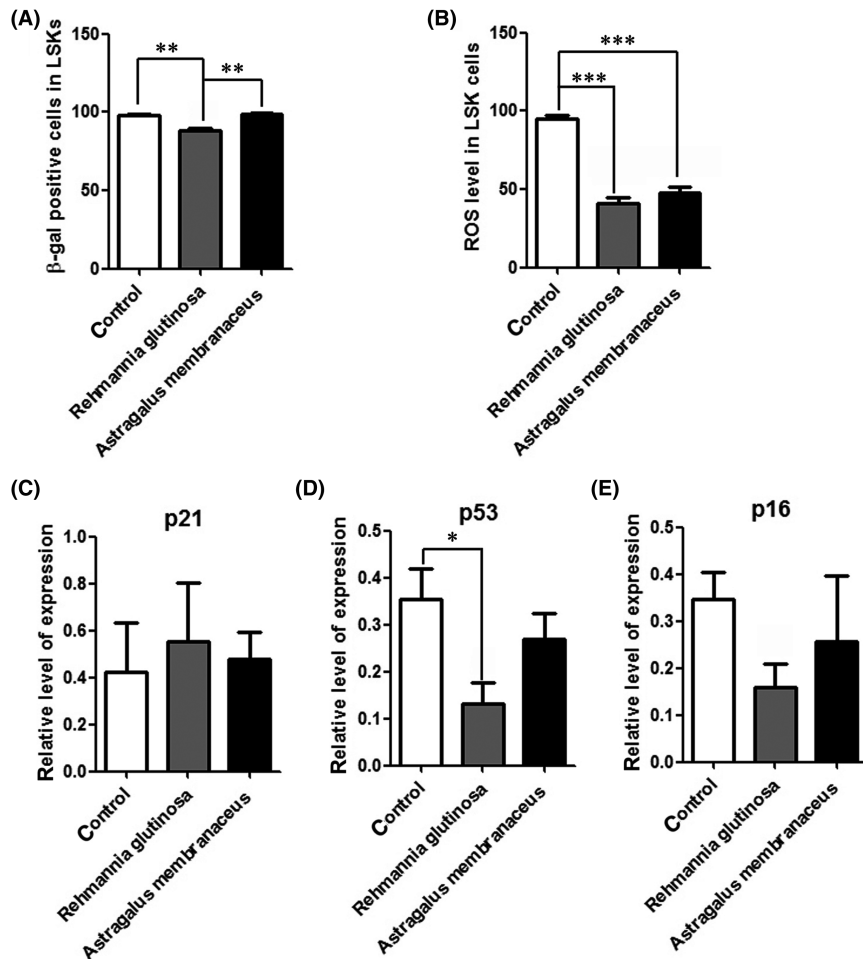 (A)
β-gal positive cells in LSKs
150
100
50
0
**
**
Control
Rehmannia glutinosa
Astragalus membranaceus
(B)
ROS level in LSK cells
150
100
50
0
***
***
Control
Rehmannia glutinosa
Astragalus membranaceus
(C)
p21
Relative level of expression
1.0
0.8
0.6
0.4
0.2
0.0
Control
Rehmannia glutinosa
Astragalus membranaceus
(D)
p53
Relative level of expression
0.5
0.4
0.3
0.2
0.1
0.0
*
Control
Rehmannia glutinosa
Astragalus membranaceus
(E)
p16
Relative level of expression
0.5
0.4
0.3
0.2
0.1
0.0
Control
Rehmannia glutinosa
Astragalus membranaceus